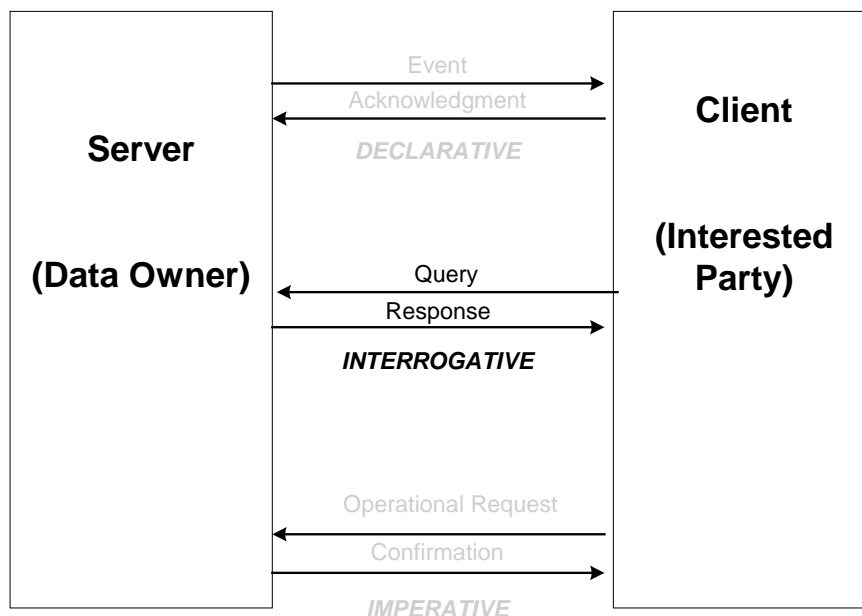 Server
(Data Owner)
Event
Acknowledgment
DECLARATIVE
Query
Response
INTERROGATIVE
Operational Request
Confirmation
IMPERATIVE
Client
(Interested
Party)